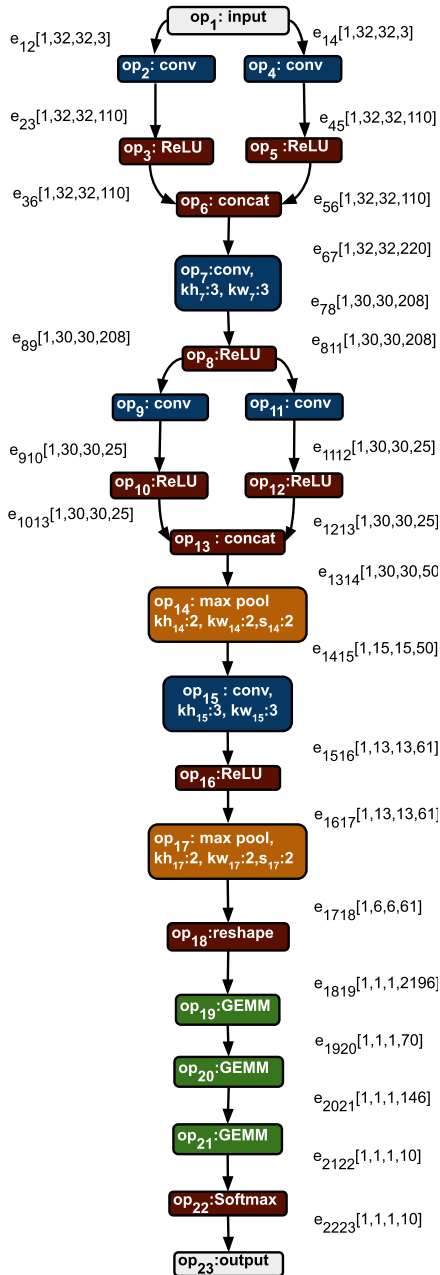 op1: input
e12[1,32,32,3]
e14[1,32,32,3]
op2: conv
op4: conv
e23[1,32,32,110]
e45[1,32,32,110]
op3: ReLU
op5 :ReLU
e36[1,32,32,110]
op6: concat
e56[1,32,32,110]
e67[1,32,32,220]
op7:conv,
kh7:3, kw7:3
e78[1,30,30,208]
e89[1,30,30,208]
op8:ReLU
e811[1,30,30,208]
op9: conv
op11: conv
e910[1,30,30,25]
e1112[1,30,30,25]
op10:ReLU
op12:ReLU
e1013[1,30,30,25]
e1213[1,30,30,25]
op13 : concat
e1314[1,30,30,50
op14: max pool
kh14:2, kw14:2,s14:2
e1415[1,15,15,50]
op15 : conv,
kh15:3, kw15:3
e1516[1,13,13,61]
op16:ReLU
e1617[1,13,13,61]
op17: max pool,
kh17:2, kw17:2,s17:2
e1718[1,6,6,61]
op18:reshape
e1819[1,1,1,2196]
op19:GEMM
e1920[1,1,1,70]
op20:GEMM
e2021[1,1,1,146]
op21:GEMM
e2122[1,1,1,10]
op22:Softmax
e2223[1,1,1,10]
op23:output